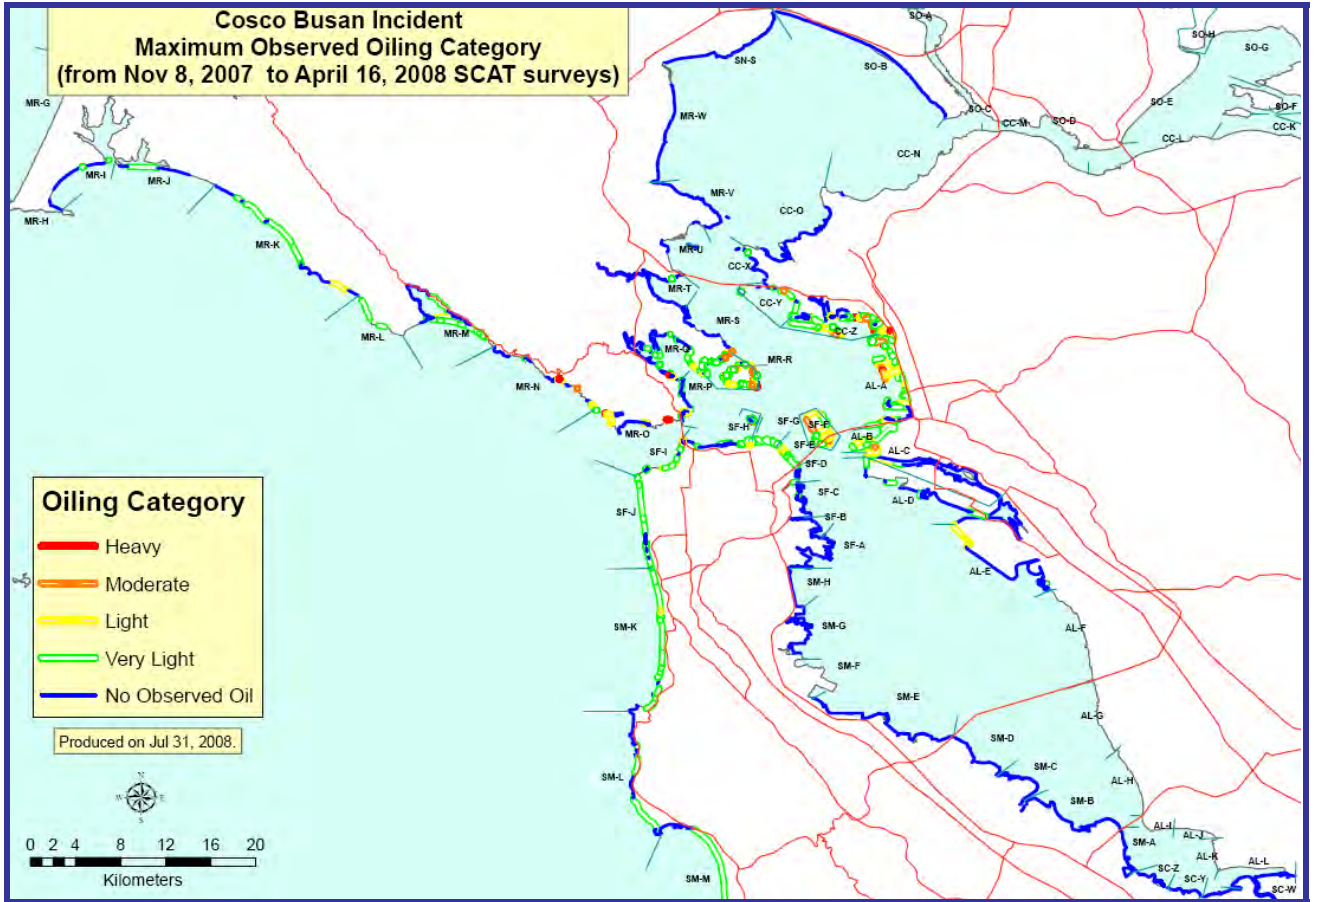 Cosco Busan Incident
Maximum Observed Oiling Category
(from Nov 8, 2007 to April 16, 2008 SCAT surveys)
SO-A
SO-H
SO-G
SN-S
SO-B
MR-G
SO-E
SO-F
SO-C
MR-W
CC-M
SO-D
CC-K
CC-L
CC-N
MR-I
MR-J
MR-V
CC-O
MR-H
MR-K
MR-U
CC-X
MR-T
CC-Y
MR-S
MR-M
MR-L
CC-Z
MR-Q
MR-R
MR-N
MR-P
AL-A
SF-G
SF-H
SF-F
MR-O
AL-B
SF-E
SF-I
AL-C
SF-D
SF-C
AL-D
SF-J
SF-B
SF-A
AL-E
SM-H
SM-K
SM-G
AL-F
SM-F
SM-E
AL-G
SM-D
SM-C
SM-L
AL-H
SM-B
AL-I
AL-J
SM-A
AL-K
AL-L
SC-Z
SC-Y
SM-M
SC-W
Oiling Category
Heavy
Moderate
Light
Very Light
No Observed Oil
Produced on Jul 31, 2008.
N
W
E
S
0 2 4 8 12 16 20
Kilometers